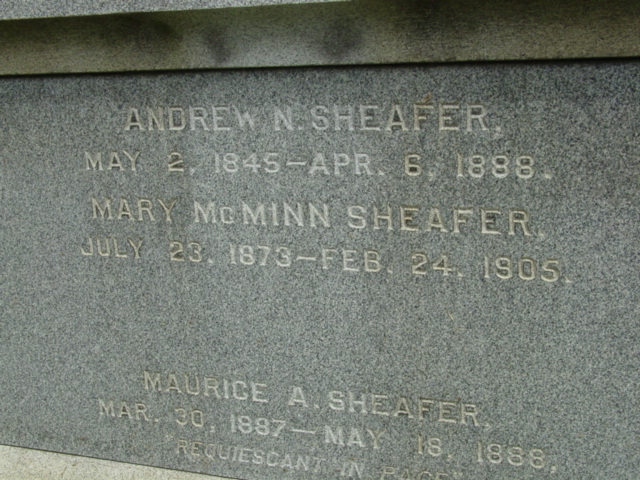 ANDREW N. SHEAFER,
MAY 2, 1845–APR. 6, 1888.
MARY McMINN SHEAFER,
JULY 23, 1873–FEB. 24, 1905.
MAURICE A. SHEAFER,
MAR. 30, 1887–MAY 18, 1888,
"REQUIESCANT IN PACE"